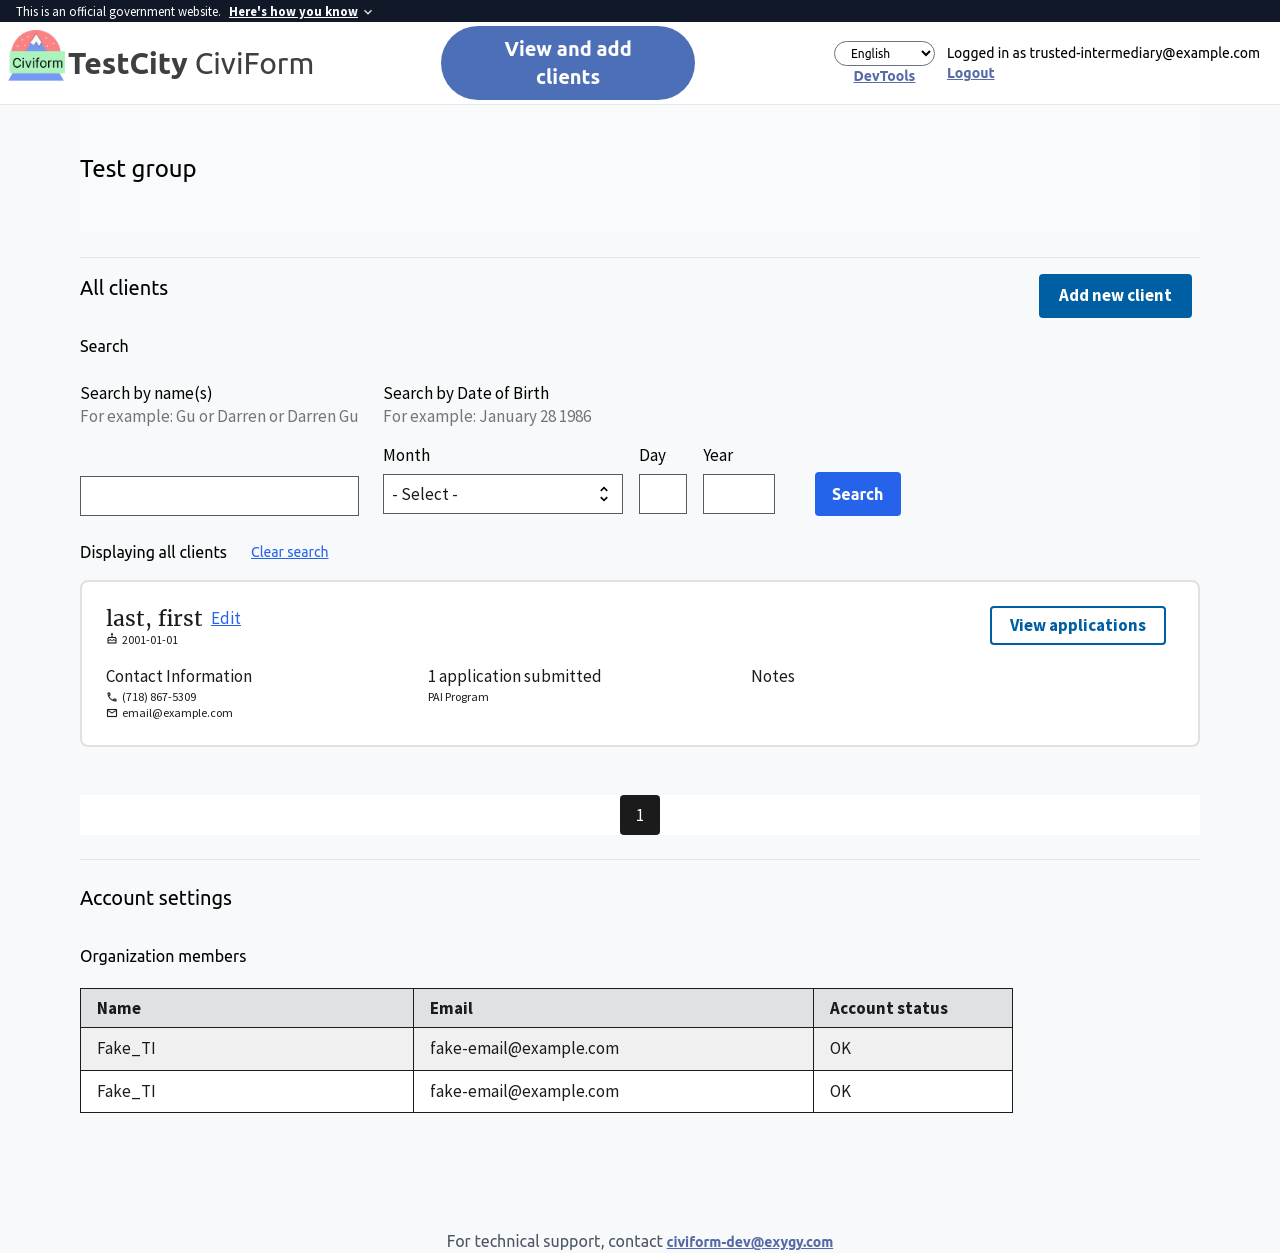 This is an official government website. Here's how you know
Civiform
TestCity CiviForm
View and add
clients
English
DevTools
Logged in as trusted-intermediary@example.com
Logout
Test group
All clients
Add new client
Search
Search by name(s)
For example: Gu or Darren or Darren Gu
Search by Date of Birth
For example: January 28 1986
Month
Day
Year
- Select -
Search
Displaying all clients
Clear search
last, first Edit
2001-01-01
View applications
Contact Information
(718) 867-5309
email@example.com
1 application submitted
PAI Program
Notes
1
Account settings
Organization members
Name Email Account status
Fake_TI fake-email@example.com OK
Fake_TI fake-email@example.com OK
For technical support, contact civiform-dev@exygy.com